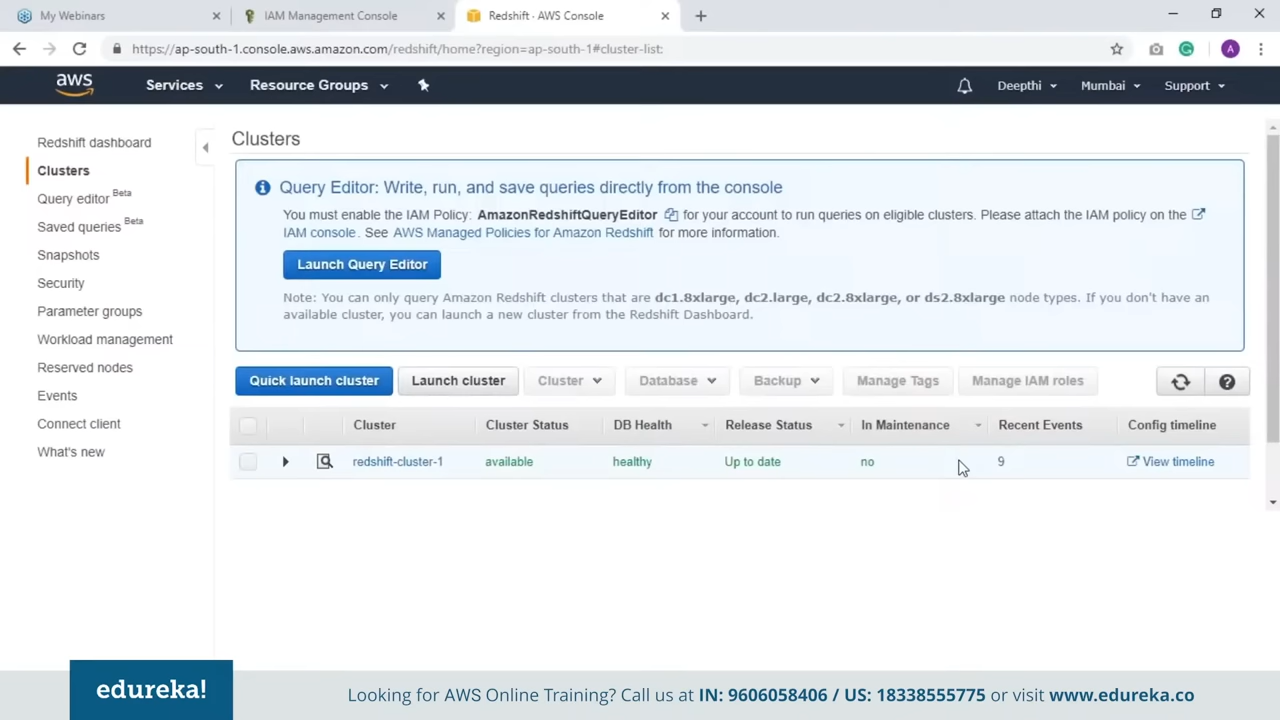 My Webinars
IAM Management Console
Redshift · AWS Console
https://ap-south-1.console.aws.amazon.com/redshift/home?region=ap-south-1#cluster-list:
A
aws
Services
Resource Groups
Deepthi
Mumbai
Support
Redshift dashboard
Clusters
Query editor Beta
Saved queries Beta
Snapshots
Security
Parameter groups
Workload management
Reserved nodes
Events
Connect client
What's new
Clusters
Query Editor: Write, run, and save queries directly from the console
You must enable the IAM Policy: AmazonRedshiftQueryEditor for your account to run queries on eligible clusters. Please attach the IAM policy on the
IAM console. See AWS Managed Policies for Amazon Redshift for more information.
Launch Query Editor
Note: You can only query Amazon Redshift clusters that are dc1.8xlarge, dc2.large, dc2.8xlarge, or ds2.8xlarge node types. If you don't have an
available cluster, you can launch a new cluster from the Redshift Dashboard.
Quick launch cluster Launch cluster Cluster Database Backup Manage Tags Manage IAM roles
Cluster Cluster Status DB Health Release Status In Maintenance Recent Events Config timeline
redshift-cluster-1 available healthy Up to date no 9 View timeline
edureka!
Looking for AWS Online Training? Call us at IN: 9606058406 / US: 18338555775 or visit www.edureka.co